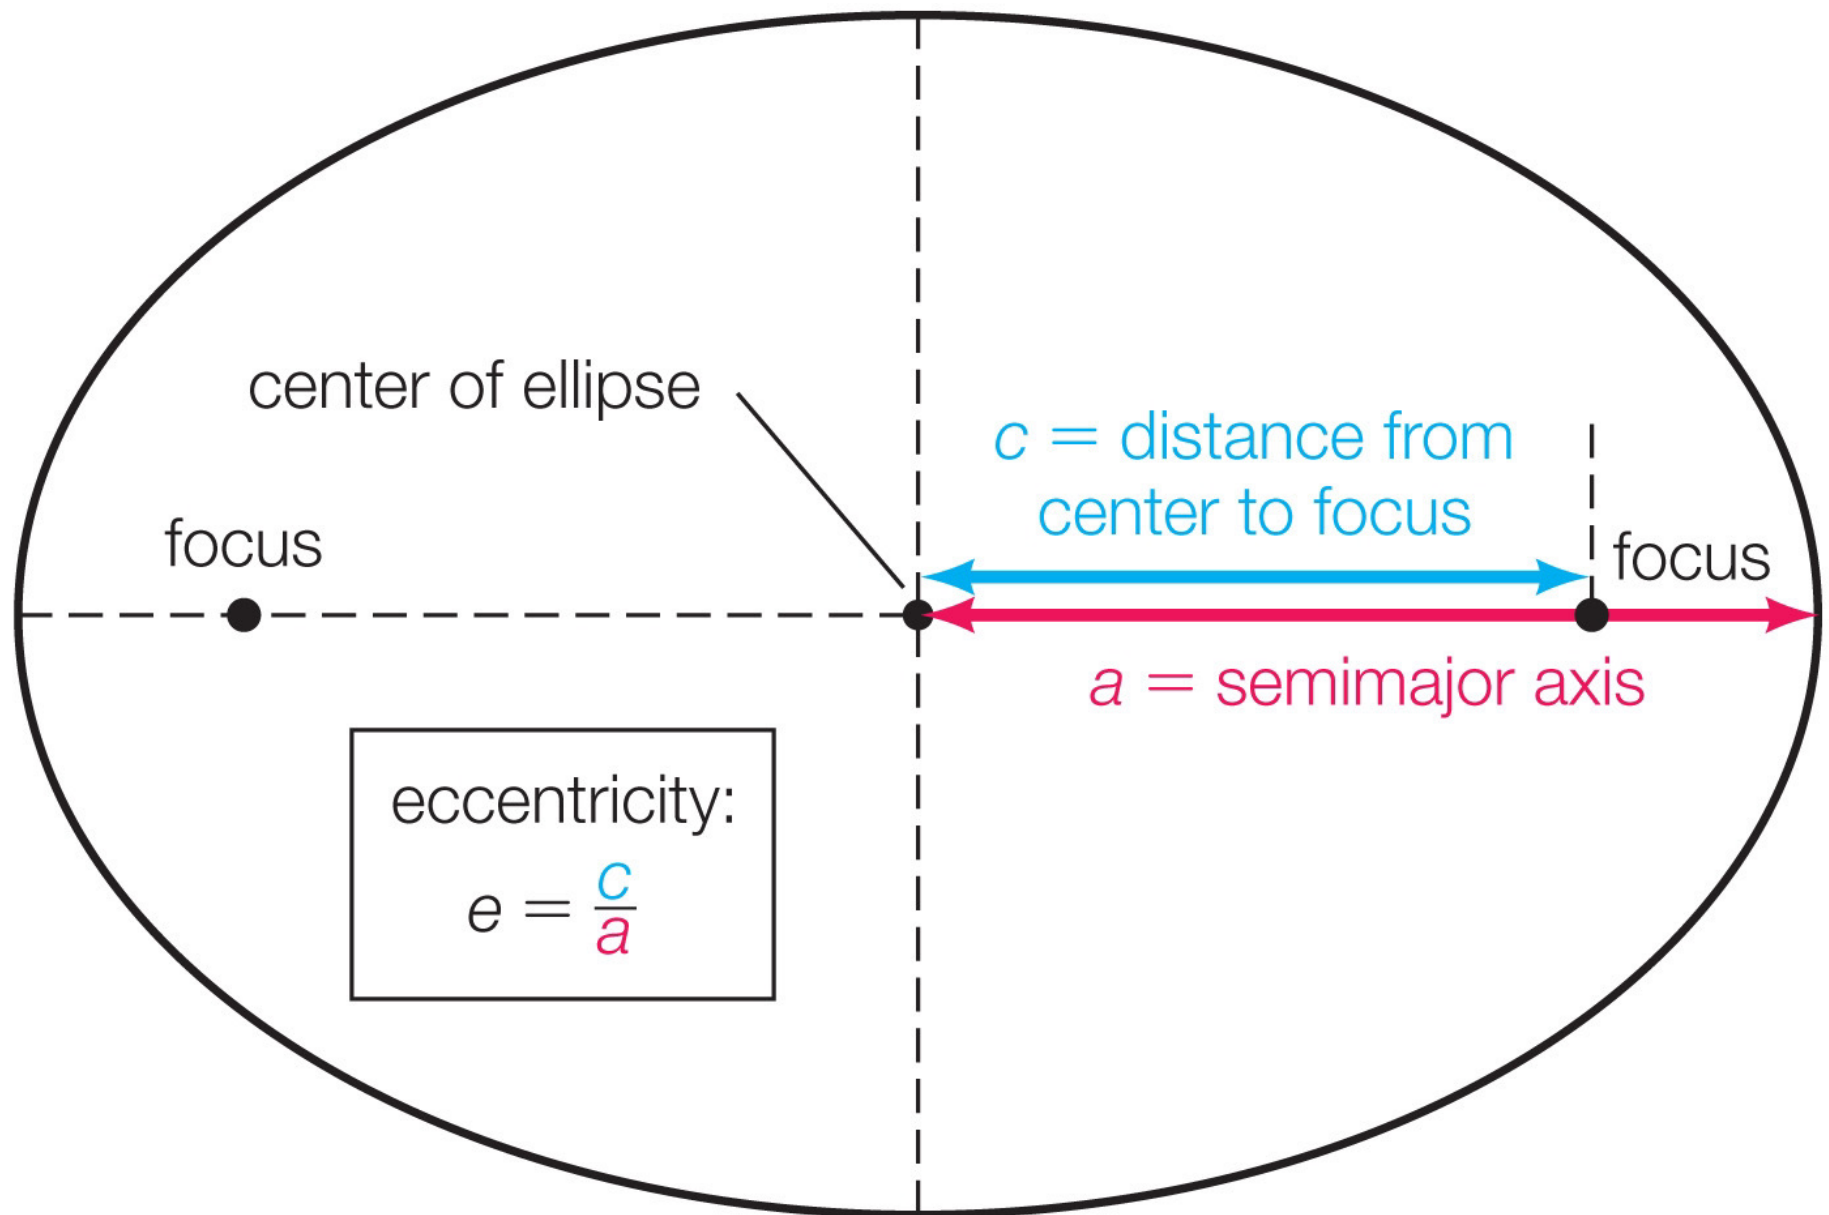 center of ellipse
c = distance from
center to focus
focus
focus
a = semimajor axis
eccentricity:
e = c/a